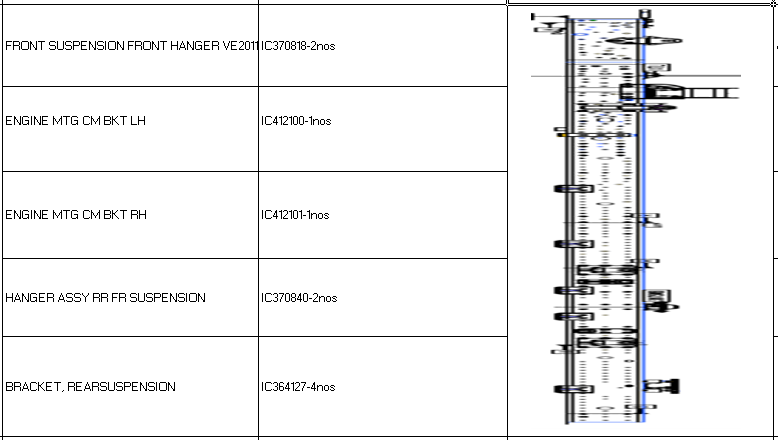 FRONT SUSPENSION FRONT HANGER VE2011 IC370818-2nos
ENGINE MTG CM BKT LH IC412100-1nos
ENGINE MTG CM BKT RH IC412101-1nos
HANGER ASSY RR FR SUSPENSION IC370840-2nos
BRACKET, REARSUSPENSION IC364127-4nos